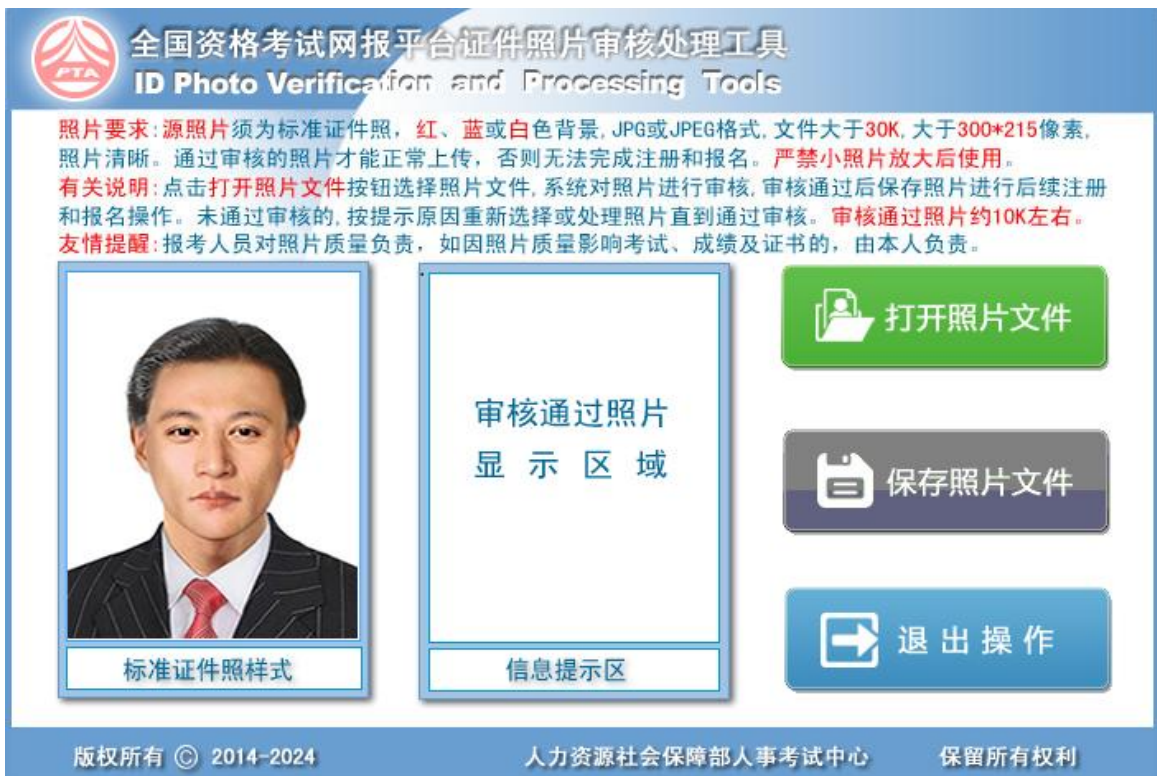 PTA
全国资格考试网报平台证件照片审核处理工具
ID Photo Verification and Processing Tools
照片要求:源照片须为标准证件照，红、蓝或白色背景,JPG或JPEG格式,文件大于30K,大于300*215像素,
照片清晰。通过审核的照片才能正常上传，否则无法完成注册和报名。严禁小照片放大后使用。
有关说明:点击打开照片文件按钮选择照片文件,系统对照片进行审核,审核通过后保存照片进行后续注册
和报名操作。未通过审核的,按提示原因重新选择或处理照片直到通过审核。审核通过照片约10K左右。
友情提醒:报考人员对照片质量负责，如因照片质量影响考试、成绩及证书的，由本人负责。
标准证件照样式
审核通过照片
显示区域
信息提示区
打开照片文件
保存照片文件
退出操作
版权所有 © 2014-2024 人力资源社会保障部人事考试中心 保留所有权利